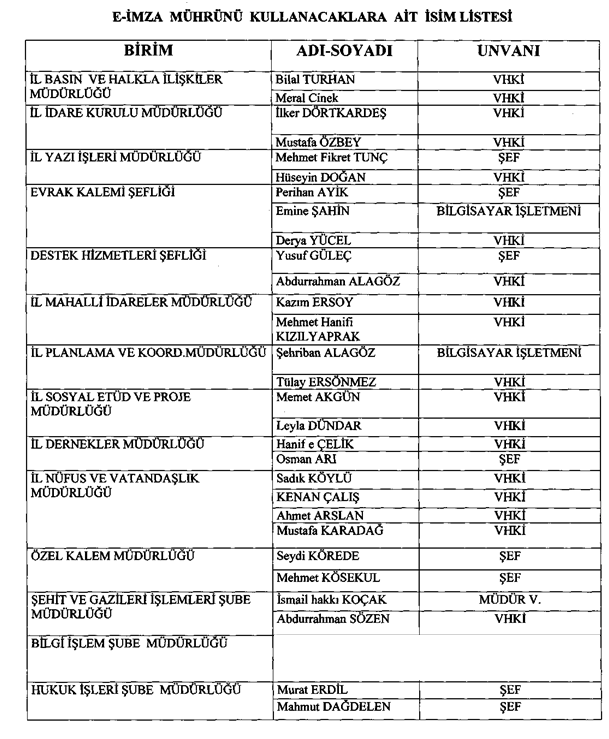 E-İMZA MÜHRÜNÜ KULLANACAKLARA AİT İSİM LİSTESİ
BİRİM ADI-SOYADI UNVANI
İL BASIN VE HALKLA İLİŞKİLER MÜDÜRLÜĞÜ Bilal TURHAN VHKİ
Meral Cinek VHKİ
İL İDARE KURULU MÜDÜRLÜĞÜ İlker DÖRTKARDEŞ VHKİ
Mustafa ÖZBEY VHKİ
İL YAZI İŞLERİ MÜDÜRLÜĞÜ Mehmet Fikret TUNÇ ŞEF
Hüseyin DOĞAN VHKİ
EVRAK KALEMİ ŞEFLİĞİ Perihan AYİK ŞEF
Emine ŞAHİN BİLGİSAYAR İŞLETMENİ
Derya YÜCEL VHKİ
DESTEK HİZMETLERİ ŞEFLİĞİ Yusuf GÜLEÇ ŞEF
Abdurrahman ALAGÖZ VHKİ
İL MAHALLİ İDARELER MÜDÜRLÜĞÜ Kazım ERSOY VHKİ
Mehmet Hanifi VHKİ
KIZILYAPRAK
İL PLANLAMA VE KOORD.MÜDÜRLÜĞÜ Şehriban ALAGÖZ BİLGİSAYAR İŞLETMENİ
Tülay ERSÖNMEZ VHKİ
İL SOSYAL ETÜD VE PROJE Memet AKGÜN VHKİ
MÜDÜRLÜĞÜ
Leyla DÜNDAR VHKİ
İL DERNEKLER MÜDÜRLÜĞÜ Hanif e ÇELİK VHKİ
Osman ARI ŞEF
İL NÜFUS VE VATANDAŞLIK Sadık KÖYLÜ VHKİ
MÜDÜRLÜĞÜ KENAN ÇALIŞ VHKİ
Ahmet ARSLAN VHKİ
Mustafa KARADAĞ VHKİ
ÖZEL KALEM MÜDÜRLÜĞÜ Seydi KÖREDE ŞEF
Mehmet KÖSEKUL ŞEF
ŞEHİT VE GAZİLERİ İŞLEMLERİ ŞUBE İsmail hakkı KOÇAK MÜDÜR V.
MÜDÜRLÜĞÜ Abdurrahman SÖZEN VHKİ
BİLGİ İŞLEM ŞUBE MÜDÜRLÜĞÜ
HUKUK İŞLERİ ŞUBE MÜDÜRLÜĞÜ Murat ERDİL ŞEF
Mahmut DAĞDELEN ŞEF